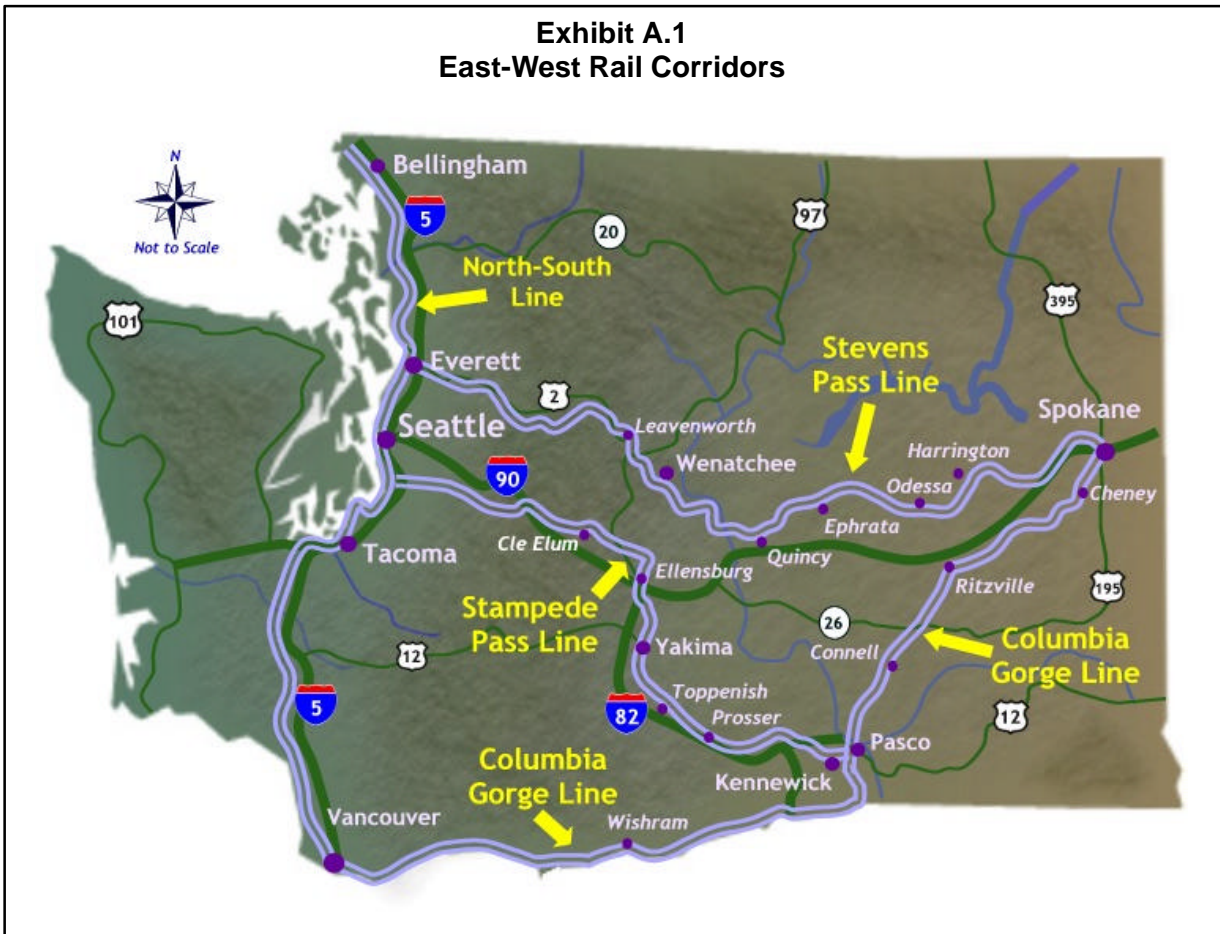 Exhibit A.1
East-West Rail Corridors
N
Not to Scale
Bellingham
5
20
97
North-South
Line
101
395
Everett
2
Stevens
Pass Line
Spokane
Seattle
Leavenworth
Wenatchee
Harrington
Odessa
Cheney
90
Ephrata
Cle Elum
Quincy
Tacoma
Ellensburg
Ritzville
195
Stampede
Pass Line
26
Columbia
Gorge Line
12
Yakima
Connell
5
Toppenish
82
Prosser
12
Pasco
Kennewick
Columbia
Gorge Line
Vancouver
Wishram